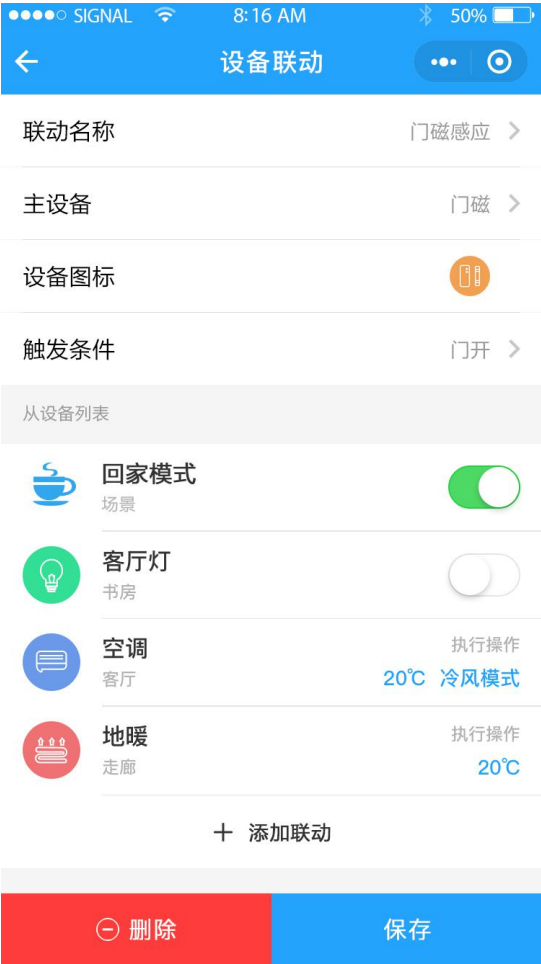 SIGNAL 8:16 AM 50%
设备联动
联动名称 门磁感应
主设备 门磁
设备图标
触发条件 门开
从设备列表
回家模式
场景
客厅灯
书房
空调 执行操作
客厅 20℃ 冷风模式
地暖 执行操作
走廊 20℃
+ 添加联动
删除 保存